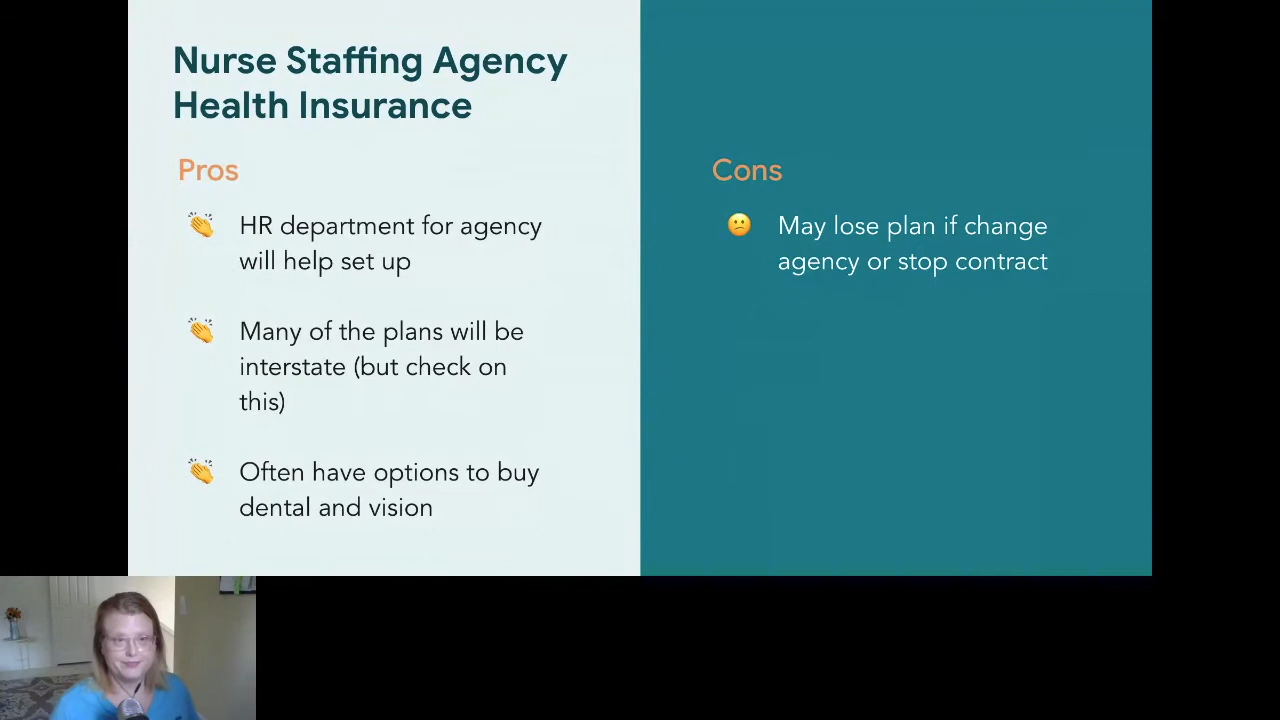 Nurse Staffing Agency
Health Insurance
Pros
👏 HR department for agency
will help set up
👏 Many of the plans will be
interstate (but check on
this)
👏 Often have options to buy
dental and vision
Cons
😕 May lose plan if change
agency or stop contract